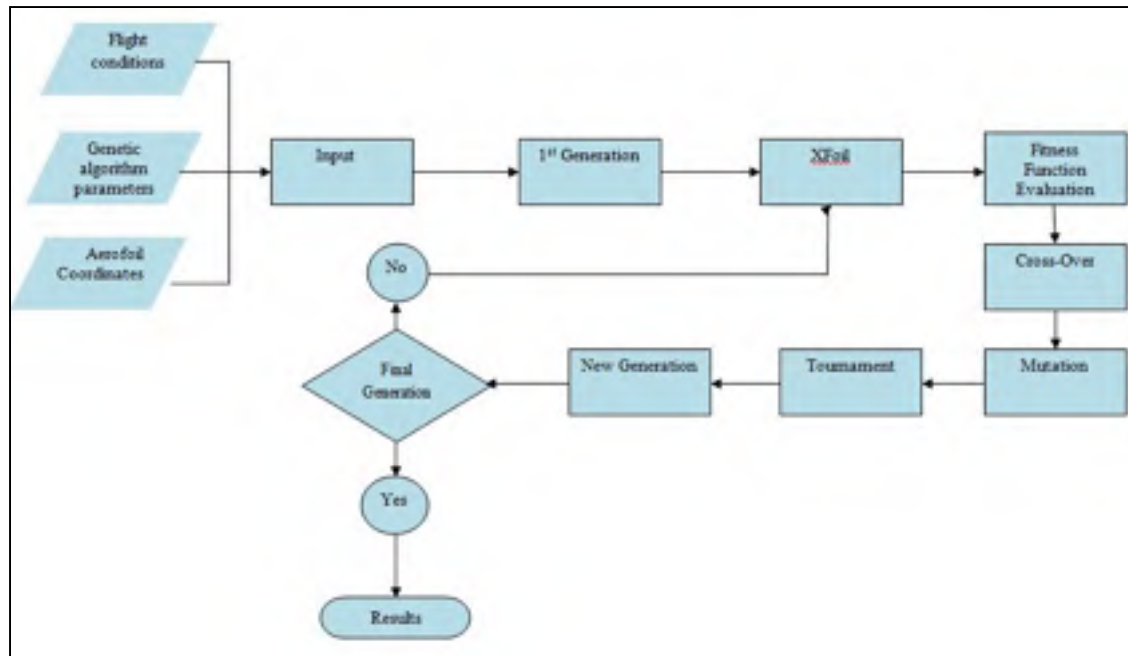 Flight
conditions
Genetic
algorithm
parameters
Aerofoil
Coordinates
Input
1st Generation
XFoil
Fitness
Function
Evaluation
Cross-Over
Mutation
Tournament
New Generation
Final
Generation
No
Yes
Results